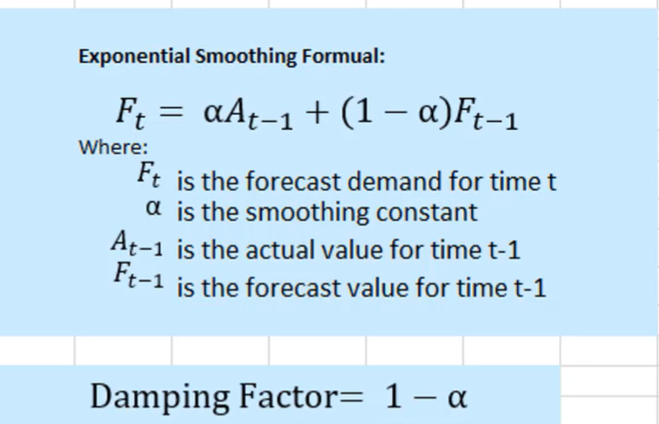 Exponential Smoothing Formual:
Fₜ = αAₜ₋₁ + (1 − α)Fₜ₋₁
Where:
Fₜ is the forecast demand for time t
α is the smoothing constant
Aₜ₋₁ is the actual value for time t-1
Fₜ₋₁ is the forecast value for time t-1
Damping Factor= 1 − α